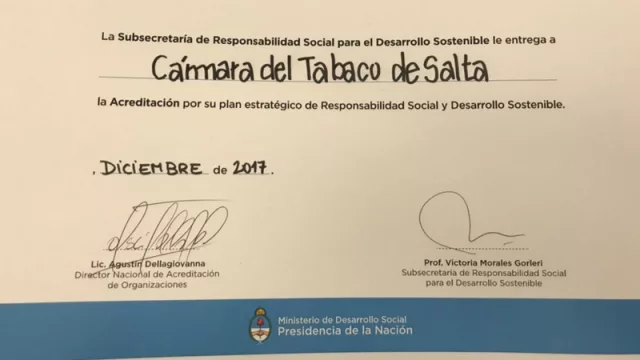 La Subsecretaría de Responsabilidad Social para el Desarrollo Sostenible le entrega a
Cámara del Tabaco de Salta
la Acreditación por su plan estratégico de Responsabilidad Social y Desarrollo Sostenible.
. DICIEMBRE de 2017.
Lic. Agustín Dellagiovanna
Director Nacional de Acreditación
de Organizaciones
Prof. Victoria Morales Gorleri
Subsecretaria de Responsabilidad Social
para el Desarrollo Sostenible
Ministerio de Desarrollo Social
Presidencia de la Nación